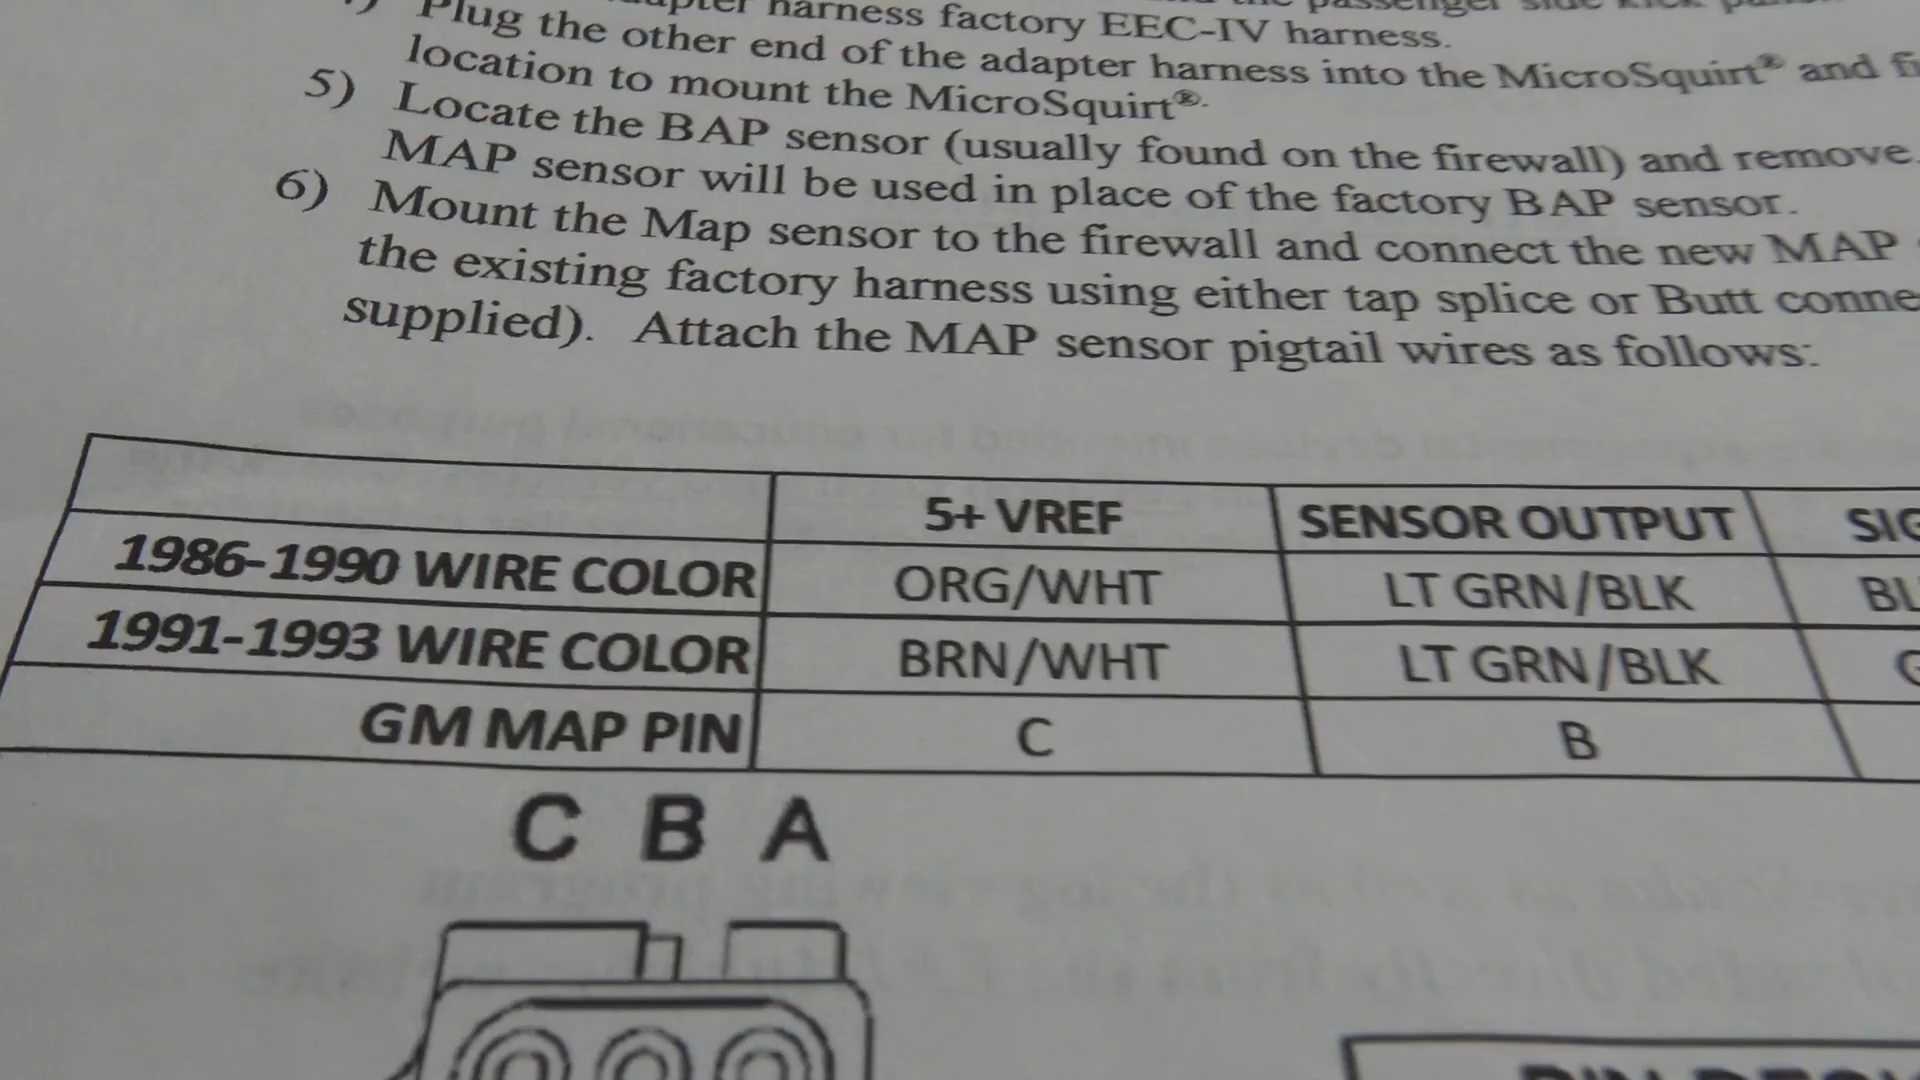 harness factory EEC-IV harness.
Plug the other end of the adapter harness into the MicroSquirt® and
location to mount the MicroSquirt®.
5) Locate the BAP sensor (usually found on the firewall) and remove.
MAP sensor will be used in place of the factory BAP sensor.
6) Mount the Map sensor to the firewall and connect the new MAP
the existing factory harness using either tap splice or Butt conne
supplied). Attach the MAP sensor pigtail wires as follows:
5+ VREF SENSOR OUTPUT SIG
1986-1990 WIRE COLOR ORG/WHT LT GRN/BLK BL
1991-1993 WIRE COLOR BRN/WHT LT GRN/BLK G
GM MAP PIN C B
C B A